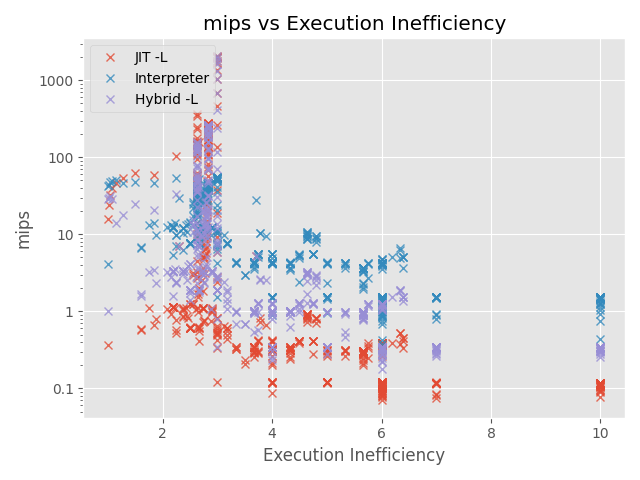 mips vs Execution Inefficiency
JIT -L
Interpreter
Hybrid -L
1000
100
10
1
0.1
mips
2
4
6
8
10
Execution Inefficiency